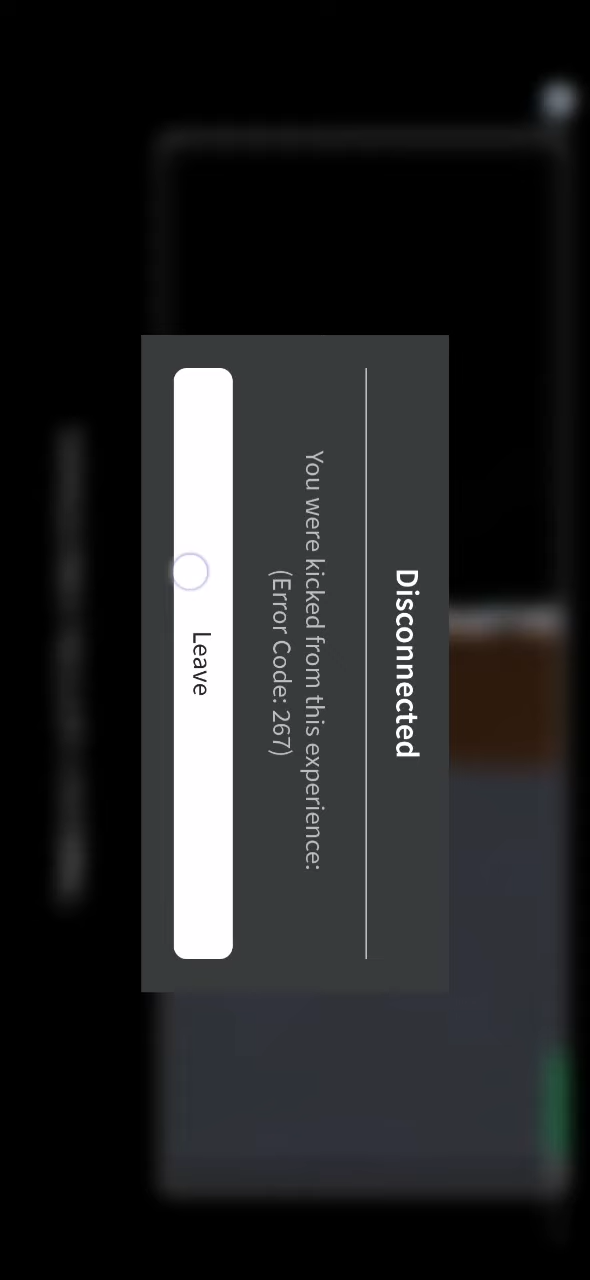 Disconnected
You were kicked from this experience:
(Error Code: 267)
Leave